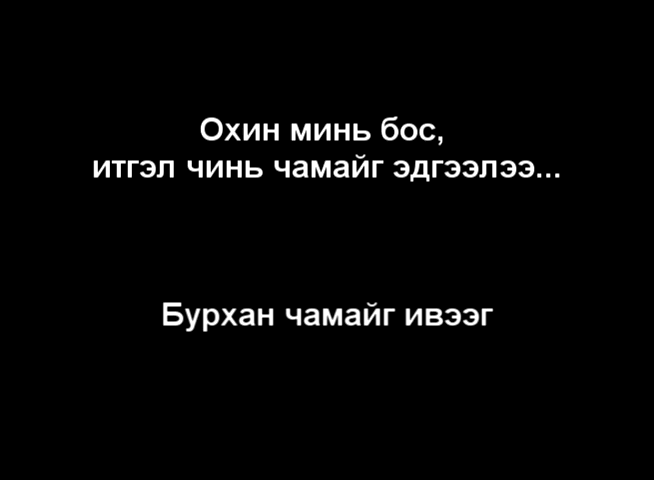 Охин минь бос,
итгэл чинь чамайг эдгээлээ...
Бурхан чамайг ивээг